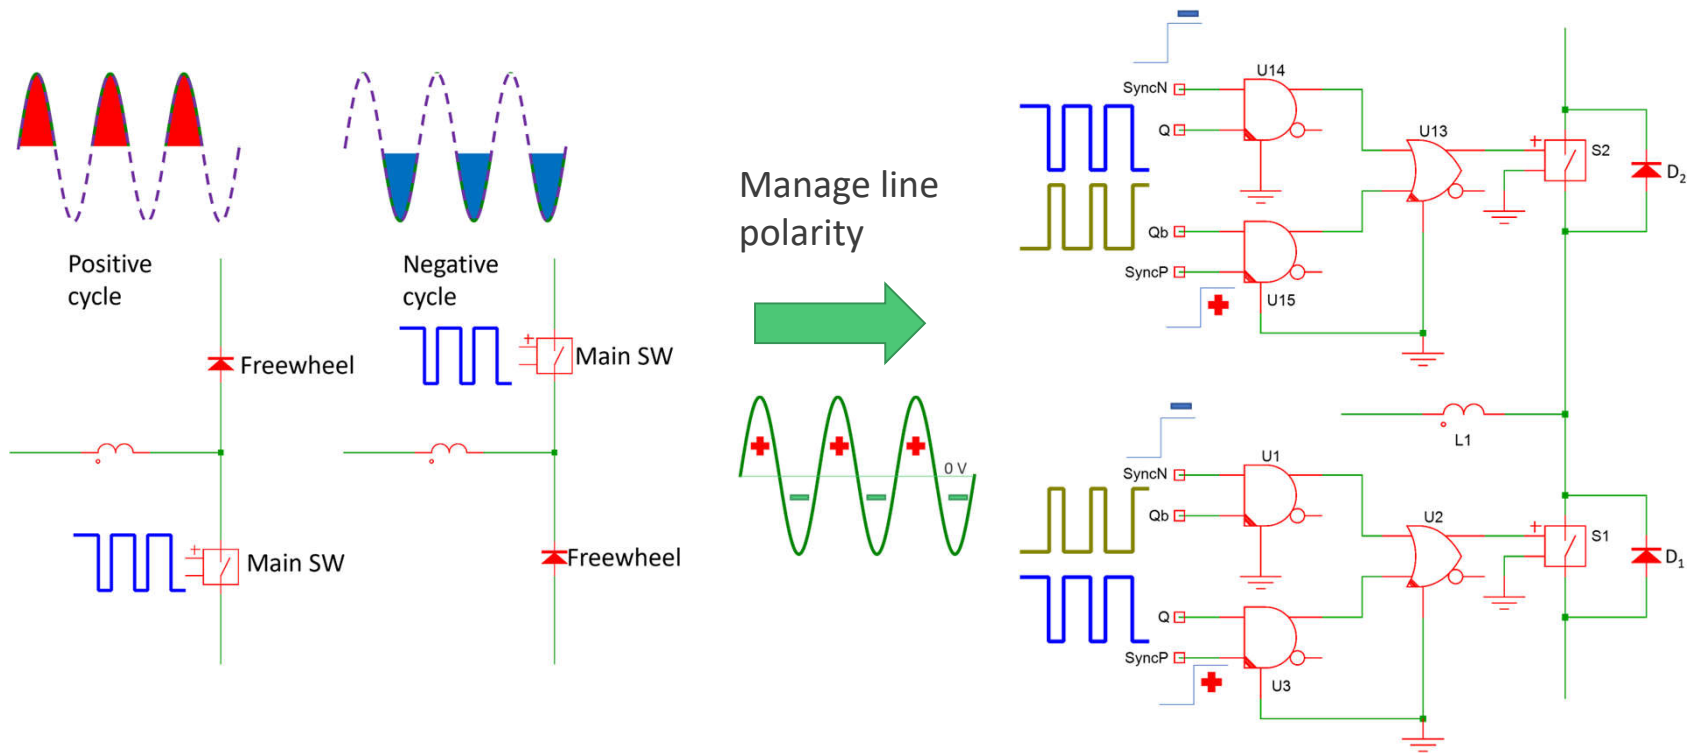 Positive
cycle
Freewheel
Main SW
Negative
cycle
Main SW
Freewheel
Manage line
polarity
0 V
U14
SyncN
Q
U13
S2
D2
Qb
SyncP
U15
L1
U1
SyncN
Qb
U2
S1
D1
Q
SyncP
U3